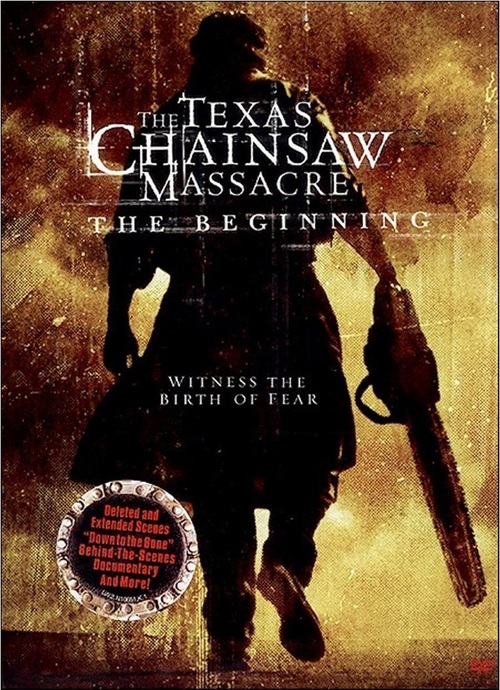 THE TEXAS
CHAINSAW
MASSACRE
THE BEGINNING
WITNESS THE
BIRTH OF FEAR
Deleted and
Extended Scenes
"Down to the Bone"
Behind-The-Scenes
Documentary
And More!